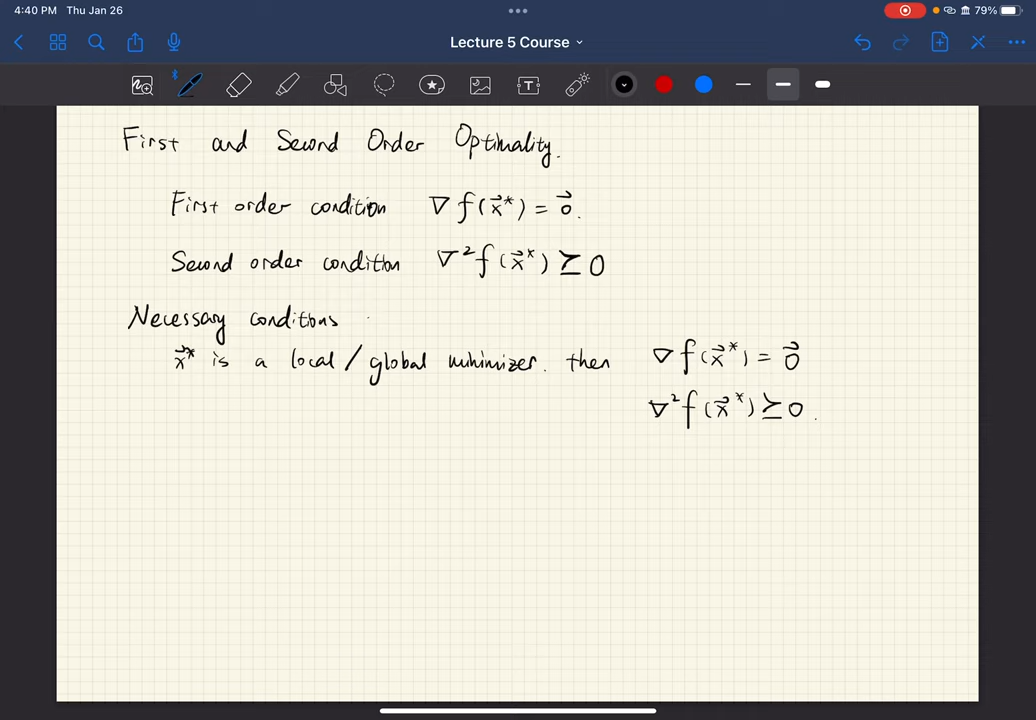 4:40 PM Thu Jan 26
79%
Lecture 5 Course
First and Second Order Optimality.
First order condition ∇f(x⃗*) = 0⃗.
Second order condition ∇²f(x⃗*) ⪰ 0
Necessary conditions
x⃗* is a local/global minimizer. then ∇f(x⃗*) = 0⃗
∇²f(x⃗*) ⪰ 0.